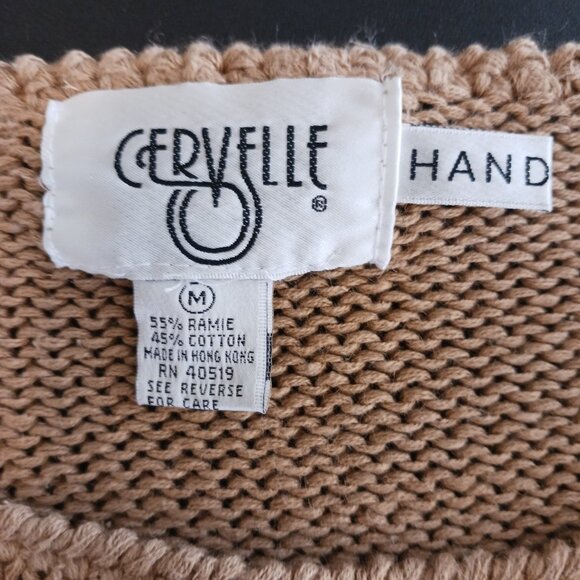 CERVELLE
®
HAND
M
55% RAMIE
45% COTTON
MADE IN HONG KONG
RN 40519
SEE REVERSE
FOR CARE